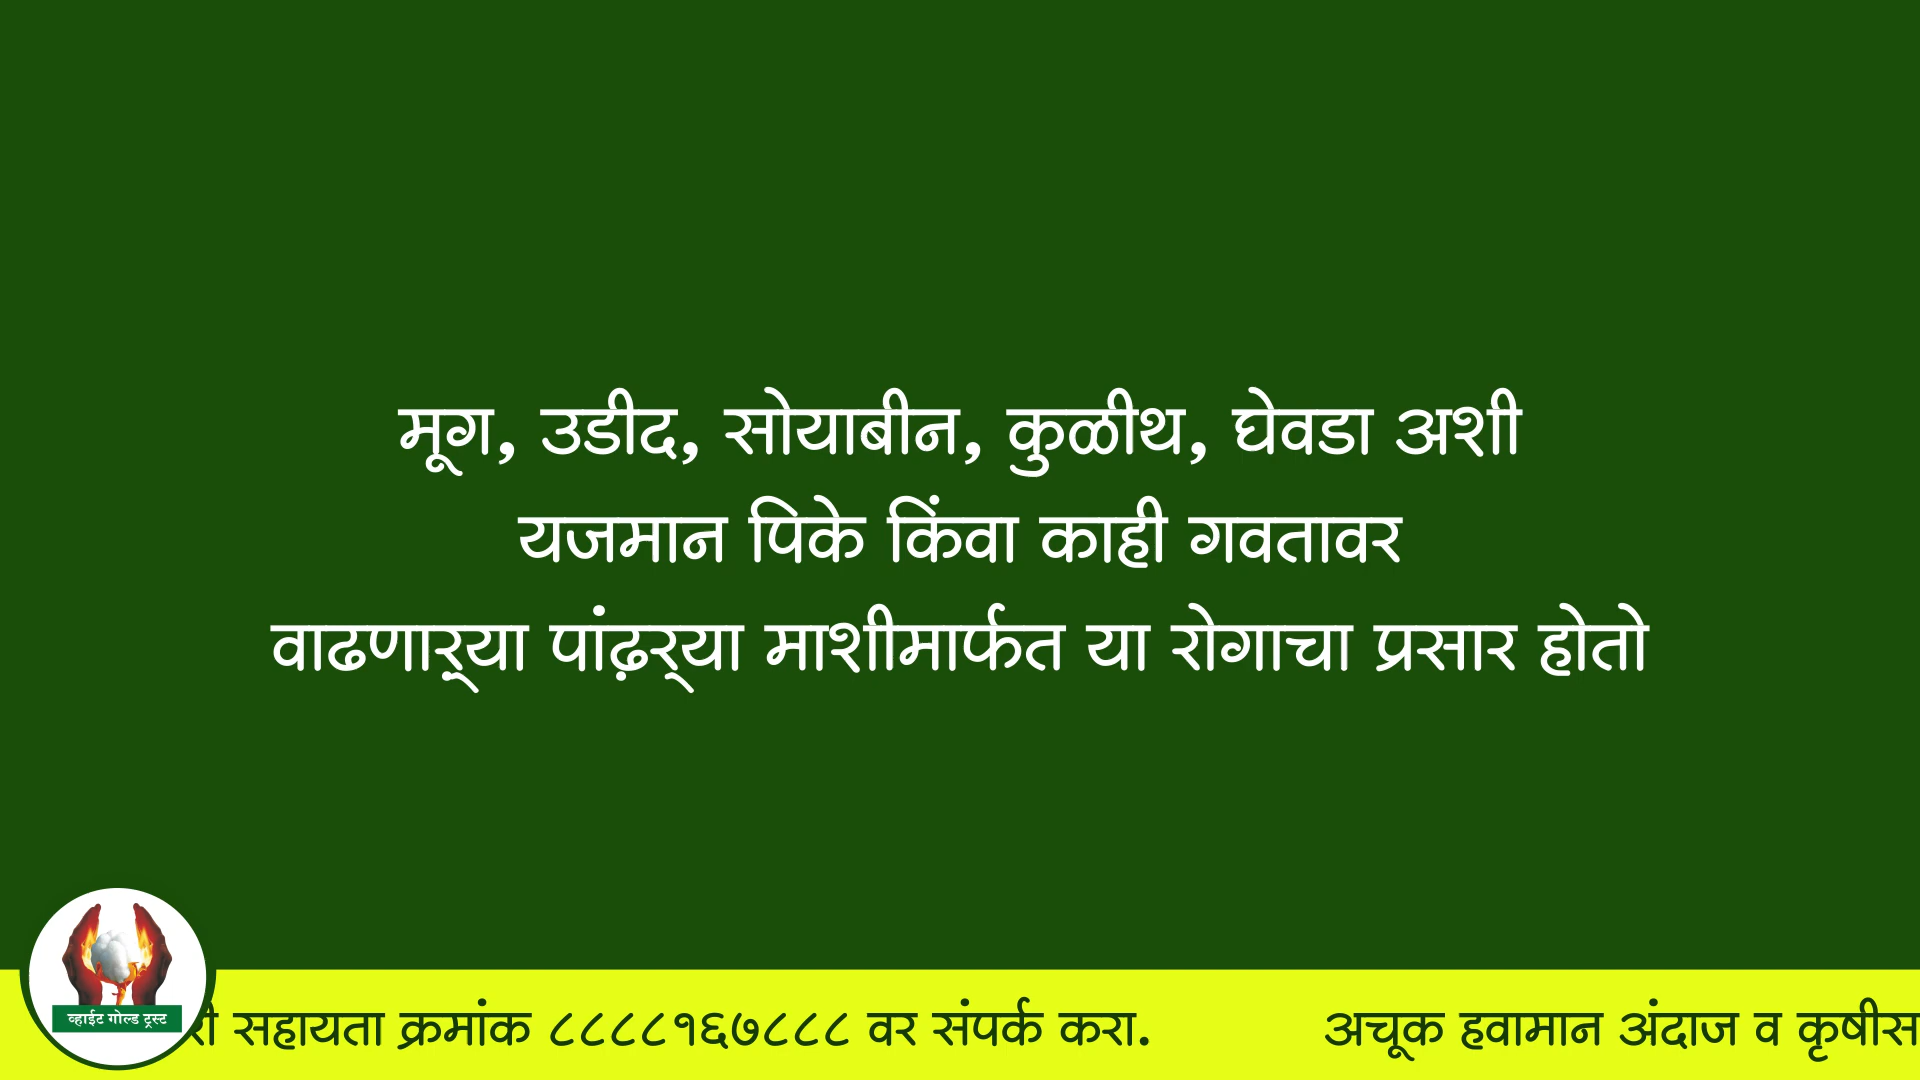 मूग, उडीद, सोयाबीन, कुळीथ, घेवडा अशी
यजमान पिके किंवा काही गवतावर
वाढणाऱ्या पांढ़र्‍या माशीमार्फत या रोगाचा प्रसार होतो
व्हाईट गोल्ड ट्रस्ट
सहायता क्रमांक ८८८८१६७८८८ वर संपर्क करा. अचूक हवामान अंदाज व